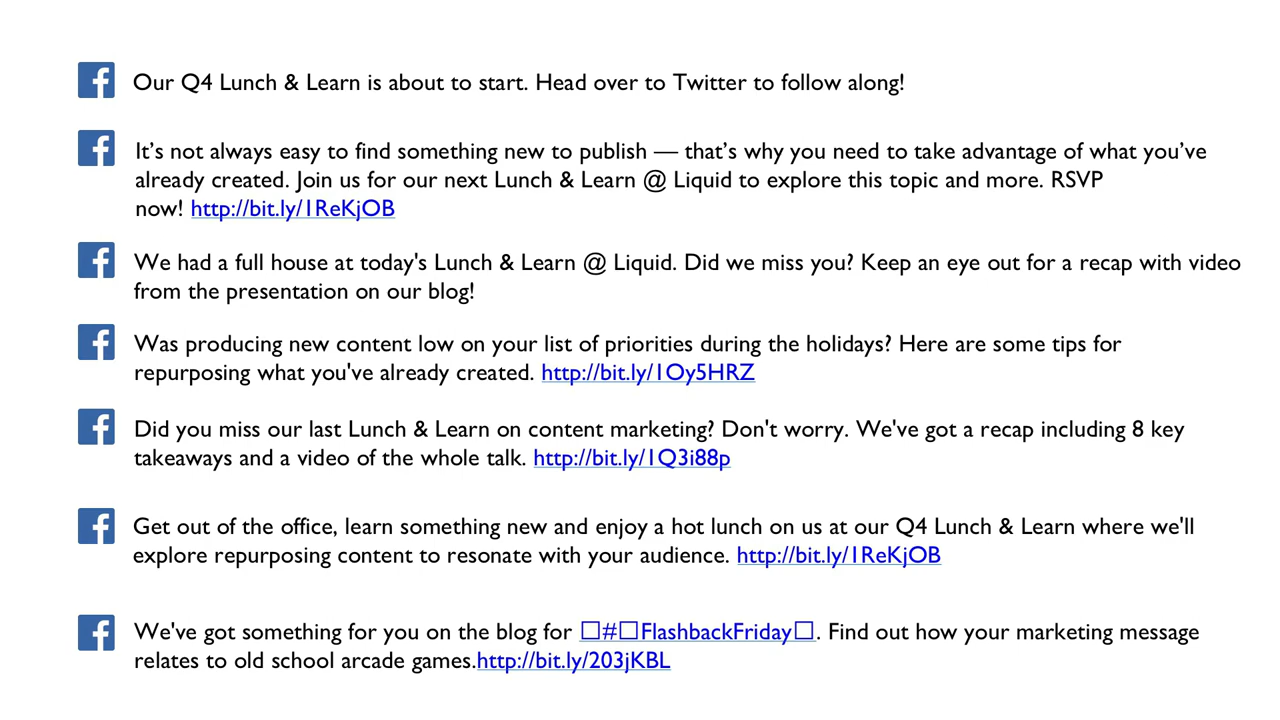 Our Q4 Lunch & Learn is about to start. Head over to Twitter to follow along!
It’s not always easy to find something new to publish — that’s why you need to take advantage of what you’ve
already created. Join us for our next Lunch & Learn @ Liquid to explore this topic and more. RSVP
now! http://bit.ly/1ReKjOB
We had a full house at today's Lunch & Learn @ Liquid. Did we miss you? Keep an eye out for a recap with video
from the presentation on our blog!
Was producing new content low on your list of priorities during the holidays? Here are some tips for
repurposing what you've already created. http://bit.ly/1Oy5HRZ
Did you miss our last Lunch & Learn on content marketing? Don't worry. We've got a recap including 8 key
takeaways and a video of the whole talk. http://bit.ly/1Q3i88p
Get out of the office, learn something new and enjoy a hot lunch on us at our Q4 Lunch & Learn where we'll
explore repurposing content to resonate with your audience. http://bit.ly/1ReKjOB
We've got something for you on the blog for □#□FlashbackFriday□. Find out how your marketing message
relates to old school arcade games.http://bit.ly/203jKBL